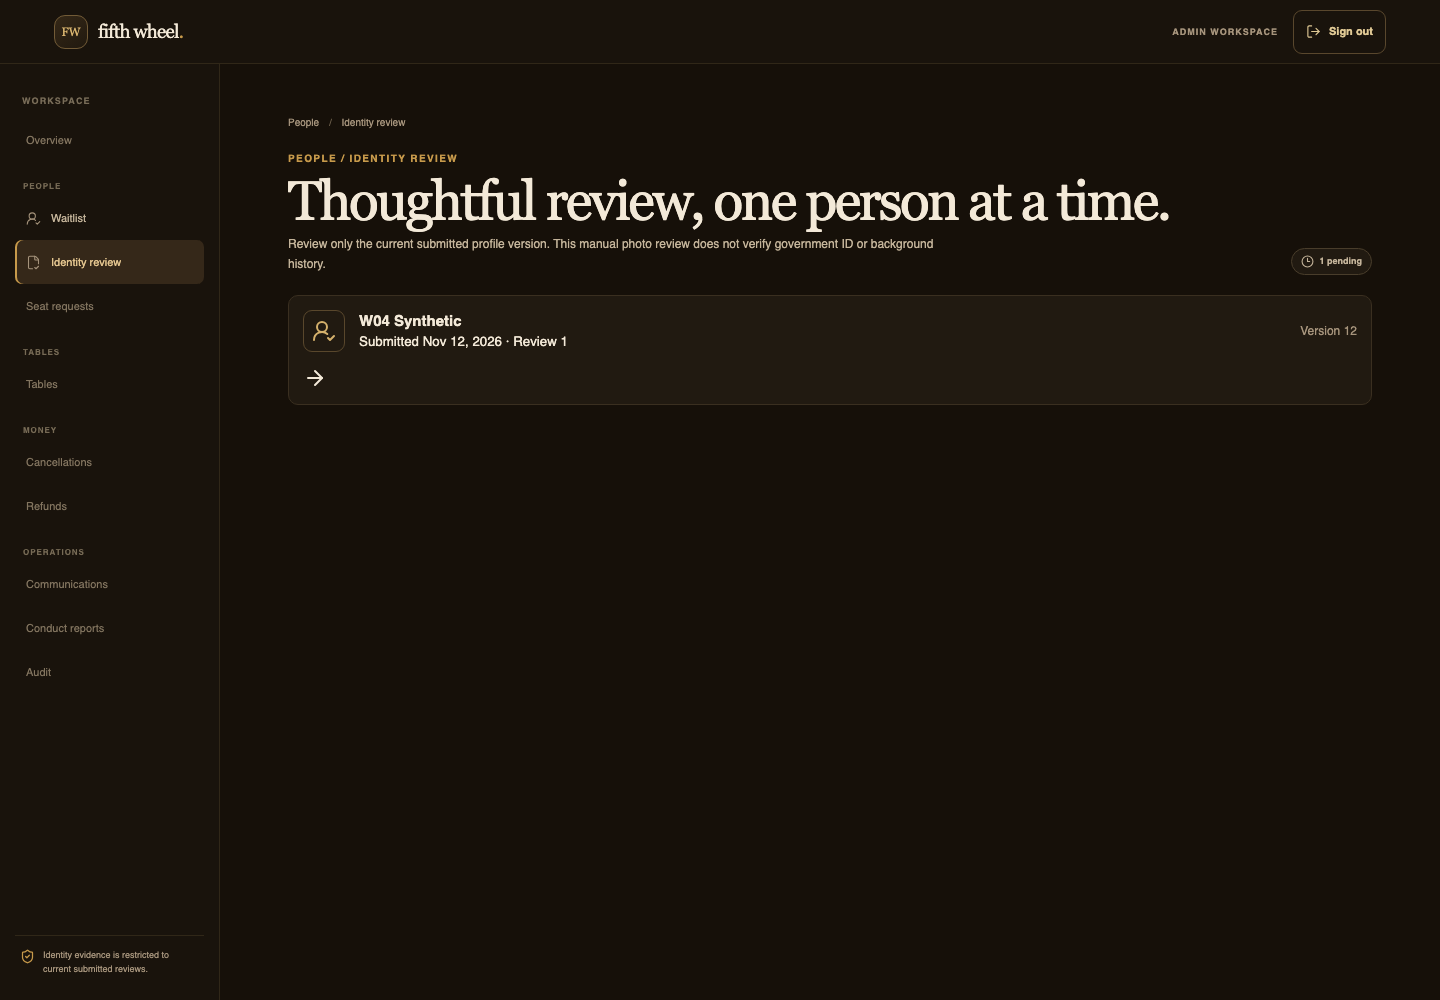 FW
fifth wheel.
ADMIN WORKSPACE
Sign out
WORKSPACE
Overview
PEOPLE
Waitlist
Identity review
Seat requests
TABLES
Tables
MONEY
Cancellations
Refunds
OPERATIONS
Communications
Conduct reports
Audit
Identity evidence is restricted to
current submitted reviews.
People / Identity review
PEOPLE / IDENTITY REVIEW
Thoughtful review, one person at a time.
Review only the current submitted profile version. This manual photo review does not verify government ID or background
history.
1 pending
W04 Synthetic
Submitted Nov 12, 2026 · Review 1
Version 12